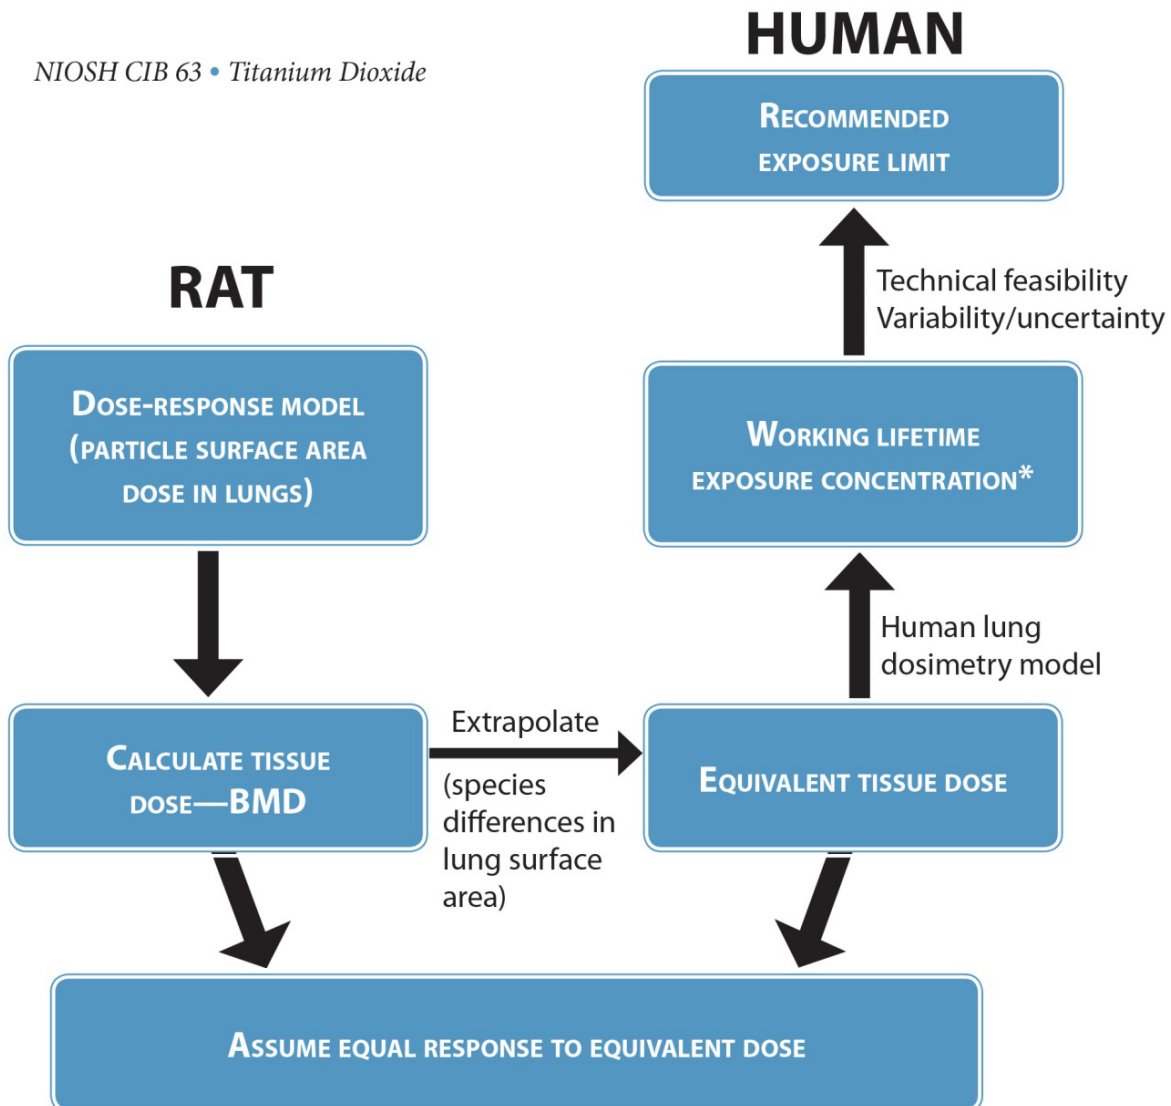 NIOSH CIB 63 • Titanium Dioxide
HUMAN
RECOMMENDED
EXPOSURE LIMIT
Technical feasibility
Variability/uncertainty
RAT
DOSE-RESPONSE MODEL
(PARTICLE SURFACE AREA
DOSE IN LUNGS)
WORKING LIFETIME
EXPOSURE CONCENTRATION*
Human lung
dosimetry model
CALCULATE TISSUE
DOSE—BMD
Extrapolate
(species
differences in
lung surface
area)
EQUIVALENT TISSUE DOSE
ASSUME EQUAL RESPONSE TO EQUIVALENT DOSE